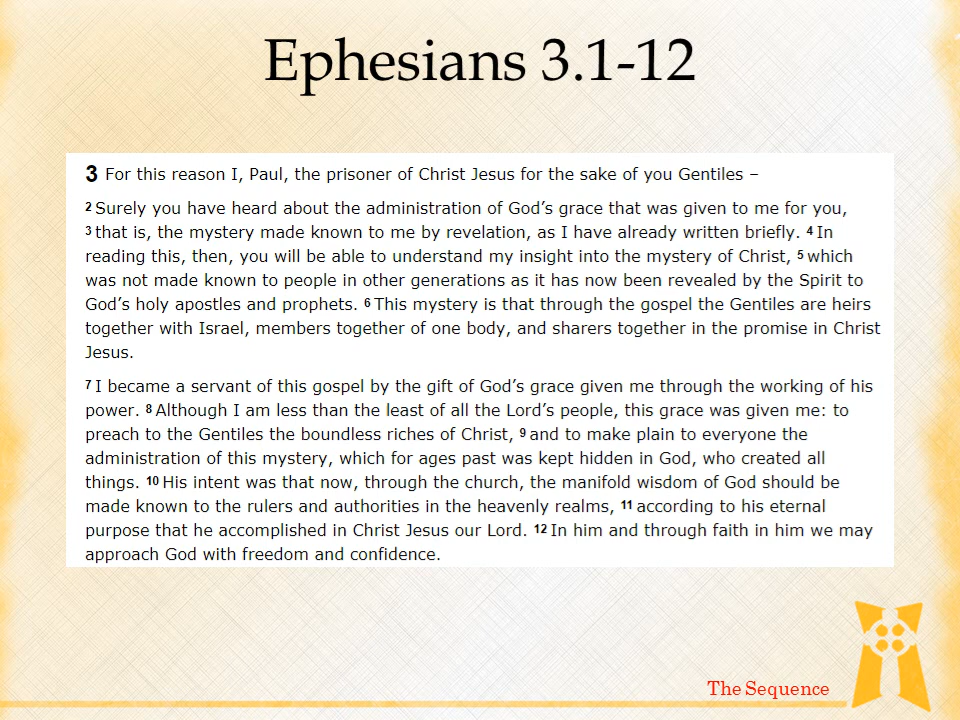 Ephesians 3.1-12
3 For this reason I, Paul, the prisoner of Christ Jesus for the sake of you Gentiles –
2 Surely you have heard about the administration of God’s grace that was given to me for you,
3 that is, the mystery made known to me by revelation, as I have already written briefly. 4 In
reading this, then, you will be able to understand my insight into the mystery of Christ, 5 which
was not made known to people in other generations as it has now been revealed by the Spirit to
God’s holy apostles and prophets. 6 This mystery is that through the gospel the Gentiles are heirs
together with Israel, members together of one body, and sharers together in the promise in Christ
Jesus.
7 I became a servant of this gospel by the gift of God’s grace given me through the working of his
power. 8 Although I am less than the least of all the Lord’s people, this grace was given me: to
preach to the Gentiles the boundless riches of Christ, 9 and to make plain to everyone the
administration of this mystery, which for ages past was kept hidden in God, who created all
things. 10 His intent was that now, through the church, the manifold wisdom of God should be
made known to the rulers and authorities in the heavenly realms, 11 according to his eternal
purpose that he accomplished in Christ Jesus our Lord. 12 In him and through faith in him we may
approach God with freedom and confidence.
The Sequence